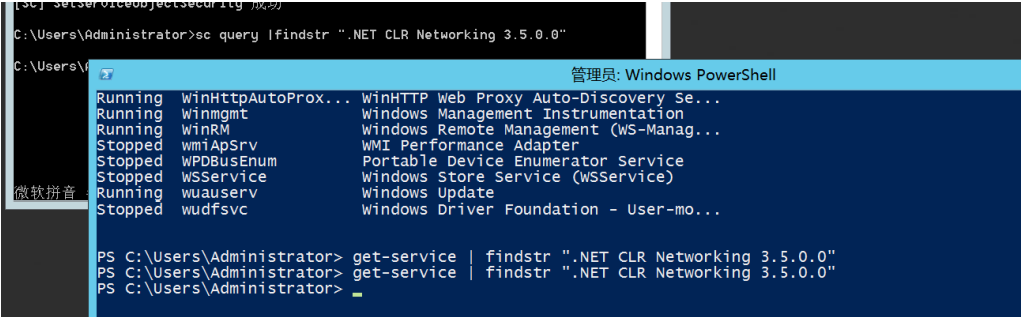 [SC] SetServiceObjectSecurity 成功
C:\Users\Administrator>sc query |findstr ".NET CLR Networking 3.5.0.0"
C:\Users\
管理员: Windows PowerShell
Running WinHttpAutoProx... WinHTTP Web Proxy Auto-Discovery Se...
Running Winmgmt Windows Management Instrumentation
Running WinRM Windows Remote Management (WS-Manag...
Stopped wmiApSrv WMI Performance Adapter
Stopped WPDBusEnum Portable Device Enumerator Service
Stopped WSService Windows Store Service (WSService)
Running wuauserv Windows Update
Stopped wudfsvc Windows Driver Foundation - User-mo...
微软拼音
PS C:\Users\Administrator> get-service | findstr ".NET CLR Networking 3.5.0.0"
PS C:\Users\Administrator> get-service | findstr ".NET CLR Networking 3.5.0.0"
PS C:\Users\Administrator>